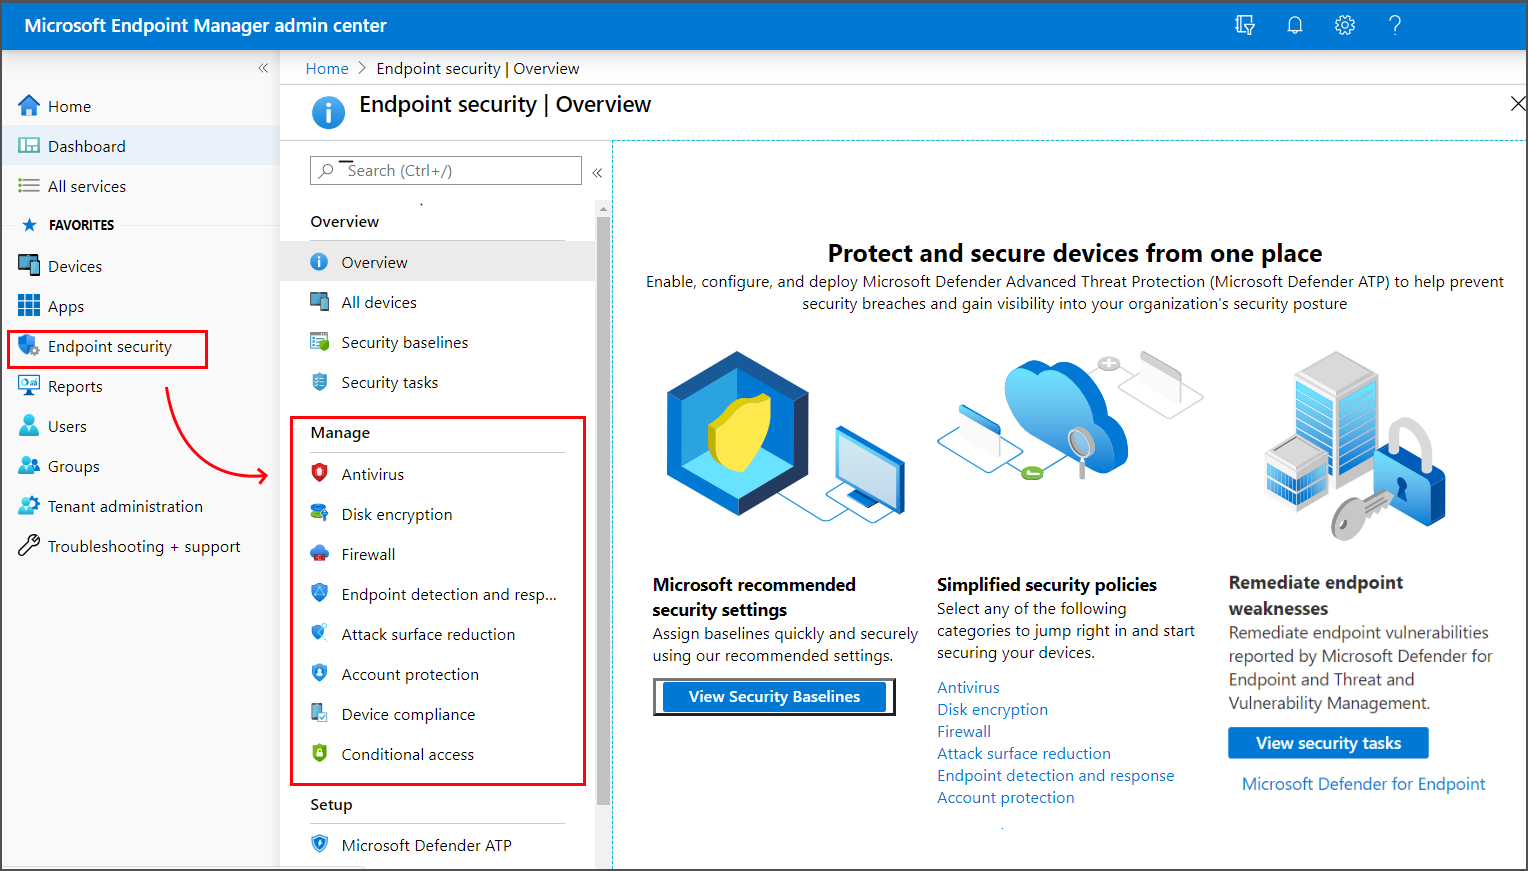 Microsoft Endpoint Manager admin center
Home
Dashboard
All services
FAVORITES
Devices
Apps
Endpoint security
Reports
Users
Groups
Tenant administration
Troubleshooting + support
Home > Endpoint security | Overview
Endpoint security | Overview
Search (Ctrl+/)
Overview
Overview
All devices
Security baselines
Security tasks
Manage
Antivirus
Disk encryption
Firewall
Endpoint detection and resp...
Attack surface reduction
Account protection
Device compliance
Conditional access
Setup
Microsoft Defender ATP
Protect and secure devices from one place
Enable, configure, and deploy Microsoft Defender Advanced Threat Protection (Microsoft Defender ATP) to help prevent
security breaches and gain visibility into your organization's security posture
Microsoft recommended
security settings
Assign baselines quickly and securely
using our recommended settings.
View Security Baselines
Simplified security policies
Select any of the following
categories to jump right in and start
securing your devices.
Antivirus
Disk encryption
Firewall
Attack surface reduction
Endpoint detection and response
Account protection
Remediate endpoint
weaknesses
Remediate endpoint vulnerabilities
reported by Microsoft Defender for
Endpoint and Threat and
Vulnerability Management.
View security tasks
Microsoft Defender for Endpoint